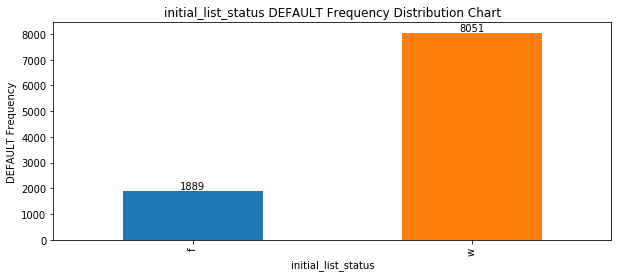 initial_list_status DEFAULT Frequency Distribution Chart
8000
7000
6000
5000
4000
3000
2000
1000
0
DEFAULT Frequency
1889
8051
f
w
initial_list_status